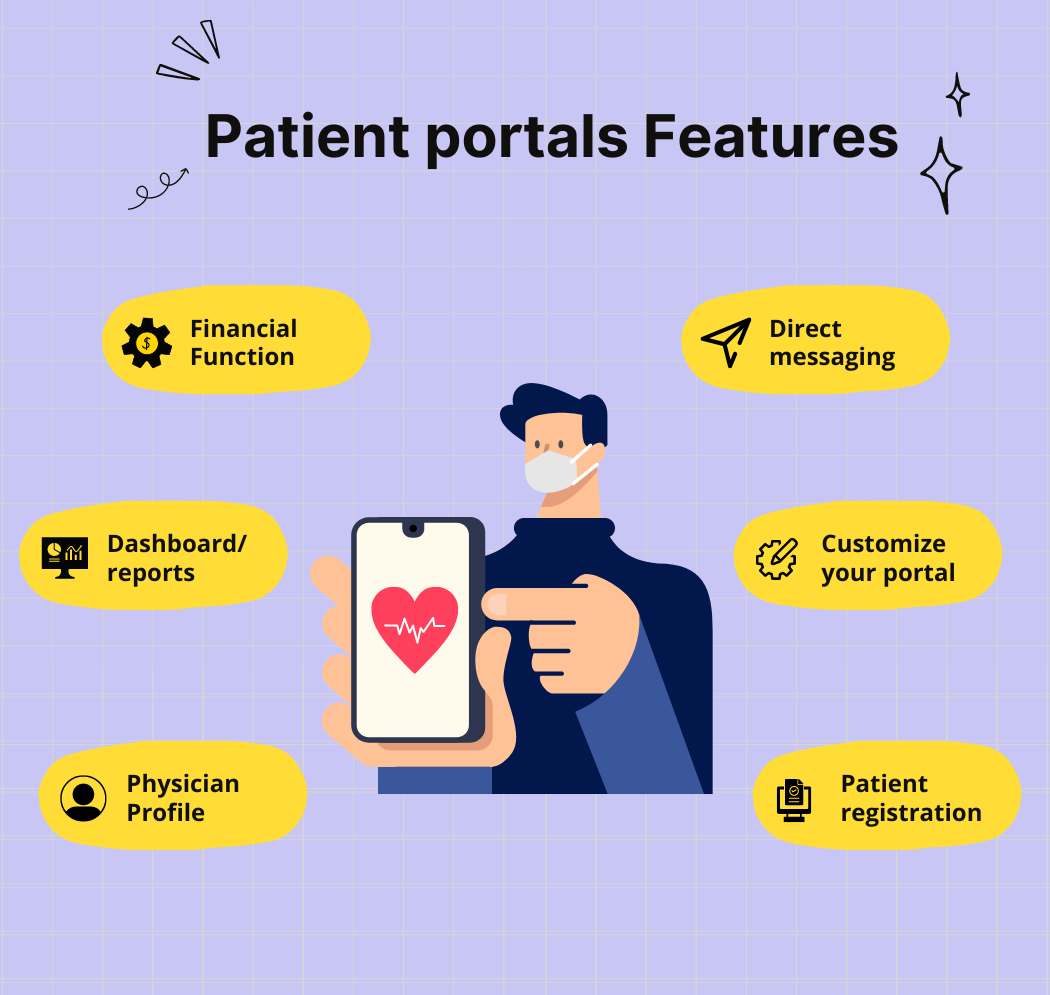 Patient portals Features
Financial
Function
Direct
messaging
Dashboard/
reports
Customize
your portal
Physician
Profile
Patient
registration
$